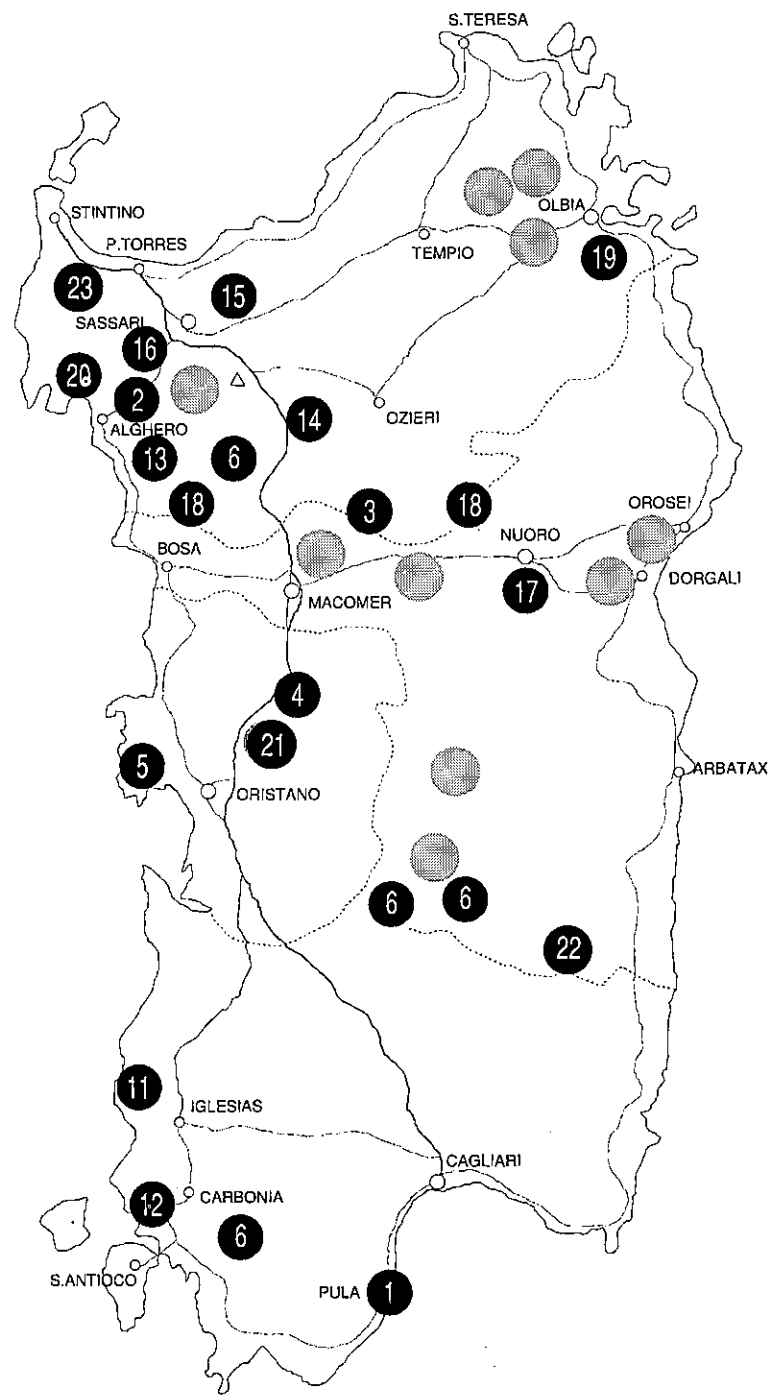 S.TERESA
STINTINO
OLBIA
P.TORRES
TEMPIO
19
23
15
SASSARI
16
20
2
OZIERI
ALGHERO
14
13
6
18
3
18
OROSEI
NUORO
BOSA
DORGALI
MACOMER
17
4
21
5
ARBATAX
ORISTANO
6
6
22
11
IGLESIAS
CAGLIARI
12
CARBONIA
6
S.ANTIOCO
PULA
1